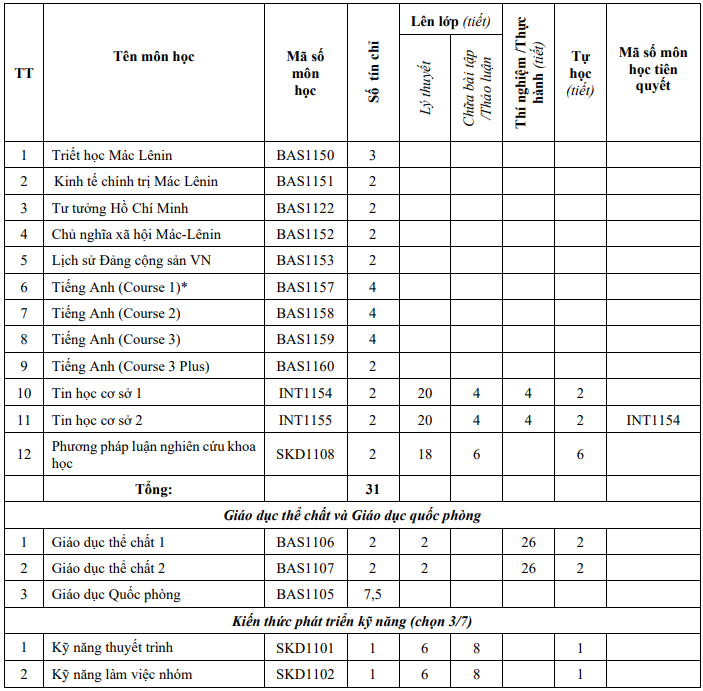 TT Tên môn học Mã số môn học Số tín chỉ Lên lớp (tiết) Lý thuyết Chữa bài tập /Thảo luận Thí nghiệm /Thực hành (tiết) Tự học (tiết) Mã số môn học tiên quyết
1 Triết học Mác Lênin BAS1150 3
2 Kinh tế chính trị Mác Lênin BAS1151 2
3 Tư tưởng Hồ Chí Minh BAS1122 2
4 Chủ nghĩa xã hội Mác-Lênin BAS1152 2
5 Lịch sử Đảng cộng sản VN BAS1153 2
6 Tiếng Anh (Course 1)* BAS1157 4
7 Tiếng Anh (Course 2) BAS1158 4
8 Tiếng Anh (Course 3) BAS1159 4
9 Tiếng Anh (Course 3 Plus) BAS1160 2
10 Tin học cơ sở 1 INT1154 2 20 4 4 2
11 Tin học cơ sở 2 INT1155 2 20 4 4 2 INT1154
12 Phương pháp luận nghiên cứu khoa học SKD1108 2 18 6 6
Tổng: 31
Giáo dục thể chất và Giáo dục quốc phòng
1 Giáo dục thể chất 1 BAS1106 2 2 26 2
2 Giáo dục thể chất 2 BAS1107 2 2 26 2
3 Giáo dục Quốc phòng BAS1105 7,5
Kiến thức phát triển kỹ năng (chọn 3/7)
1 Kỹ năng thuyết trình SKD1101 1 6 8 1
2 Kỹ năng làm việc nhóm SKD1102 1 6 8 1